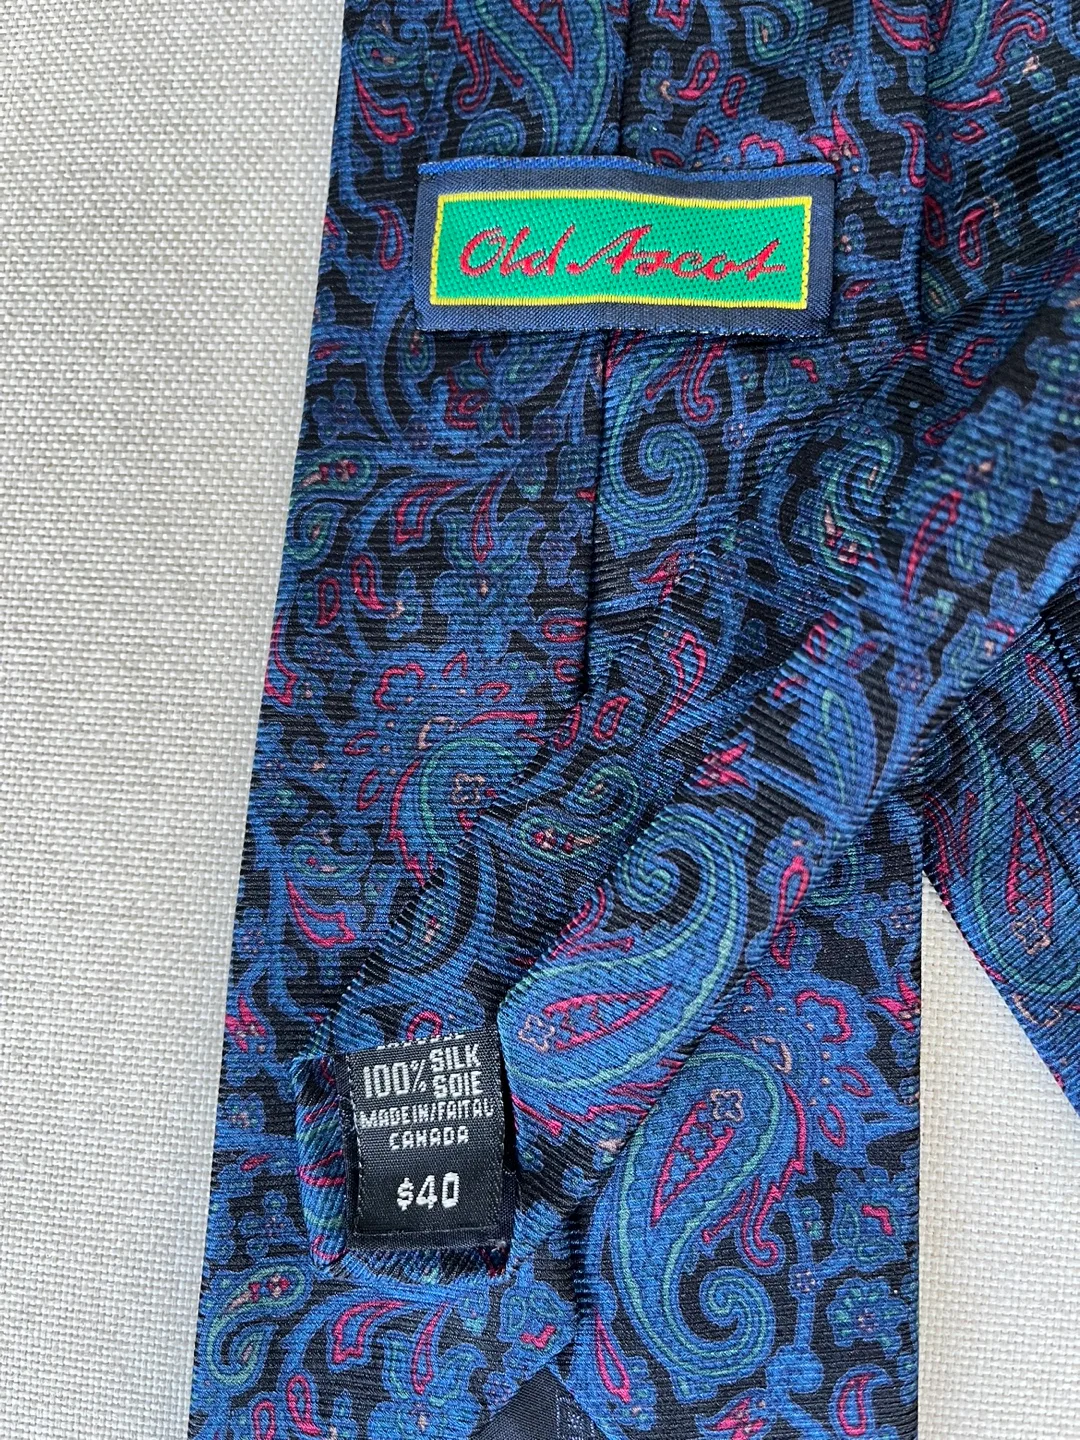 Old Ascot
100% SILK
SOIE
MADE IN/FAIT AU
CANADA
$40